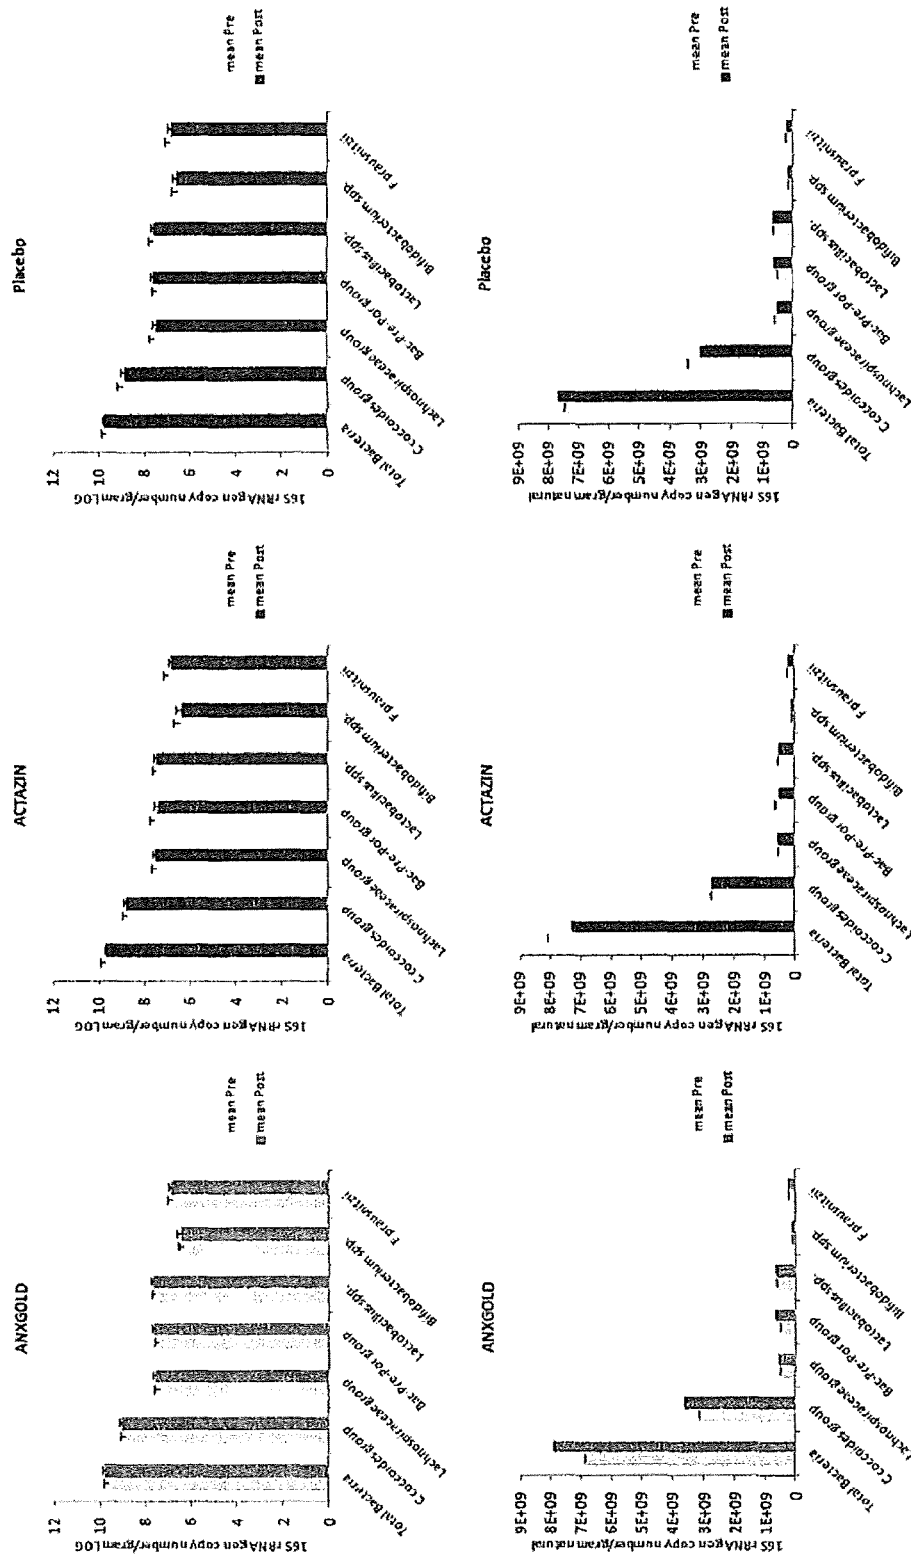 ANXGOLD
16S rRNA gen copy number/gram LOG
12
10
8
6
4
2
0
Total Bacteria
C coccoides group
Lachnospiraceae group
Bac-Pre-Por group
Lactobacillus spp.
Bifidobacterium spp.
F prausnitzii
mean Pre
mean Post
ACTAZIN
16S rRNA gen copy number/gram LOG
12
10
8
6
4
2
0
Total Bacteria
C coccoides group
Lachnospiraceae group
Bac-Pre-Por group
Lactobacillus spp.
Bifidobacterium spp.
F prausnitzii
mean Pre
mean Post
Placebo
16S rRNA gen copy number/gram LOG
12
10
8
6
4
2
0
Total Bacteria
C coccoides group
Lachnospiraceae group
Bac-Pre-Por group
Lactobacillus spp.
Bifidobacterium spp.
F prausnitzii
mean Pre
mean Post
ANXGOLD
16S rRNA gen copy number/gram natural
9E+09
8E+09
7E+09
6E+09
5E+09
4E+09
3E+09
2E+09
1E+09
0
Total Bacteria
C coccoides group
Lachnospiraceae group
Bac-Pre-Por group
Lactobacillus spp.
Bifidobacterium spp.
F prausnitzii
mean Pre
mean Post
ACTAZIN
16S rRNA gen copy number/gram natural
9E+09
8E+09
7E+09
6E+09
5E+09
4E+09
3E+09
2E+09
1E+09
0
Total Bacteria
C coccoides group
Lachnospiraceae group
Bac-Pre-Por group
Lactobacillus spp.
Bifidobacterium spp.
F prausnitzii
mean Pre
mean Post
Placebo
16S rRNA gen copy number/gram natural
9E+09
8E+09
7E+09
6E+09
5E+09
4E+09
3E+09
2E+09
1E+09
0
Total Bacteria
C coccoides group
Lachnospiraceae group
Bac-Pre-Por group
Lactobacillus spp.
Bifidobacterium spp.
F prausnitzii
mean Pre
mean Post